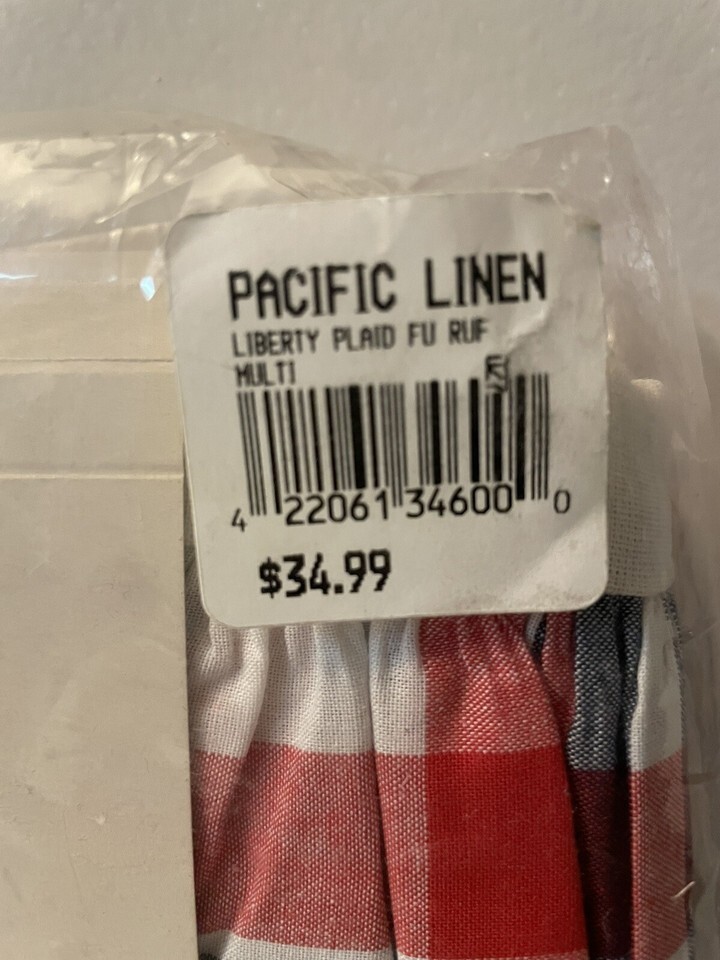 PACIFIC LINEN
LIBERTY PLAID FU RUF
MULTI
4 22061 34600 0
$34.99